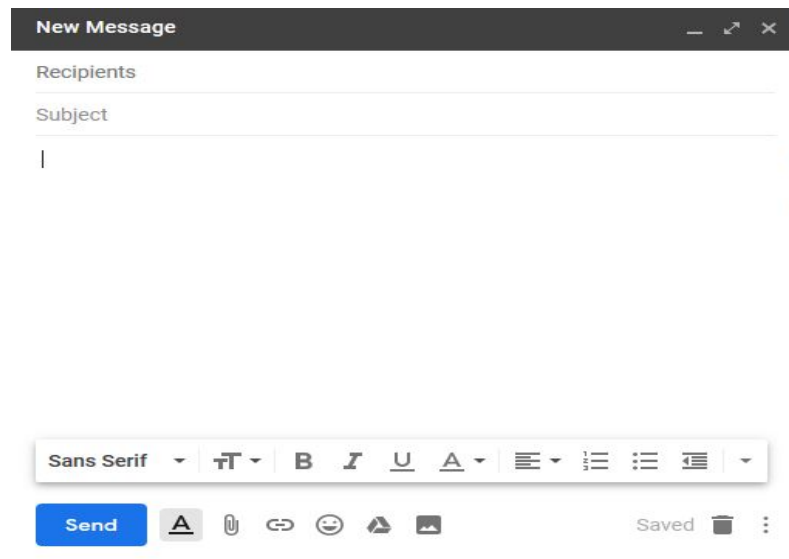 New Message
Recipients
Subject
Sans Serif
Send
Saved